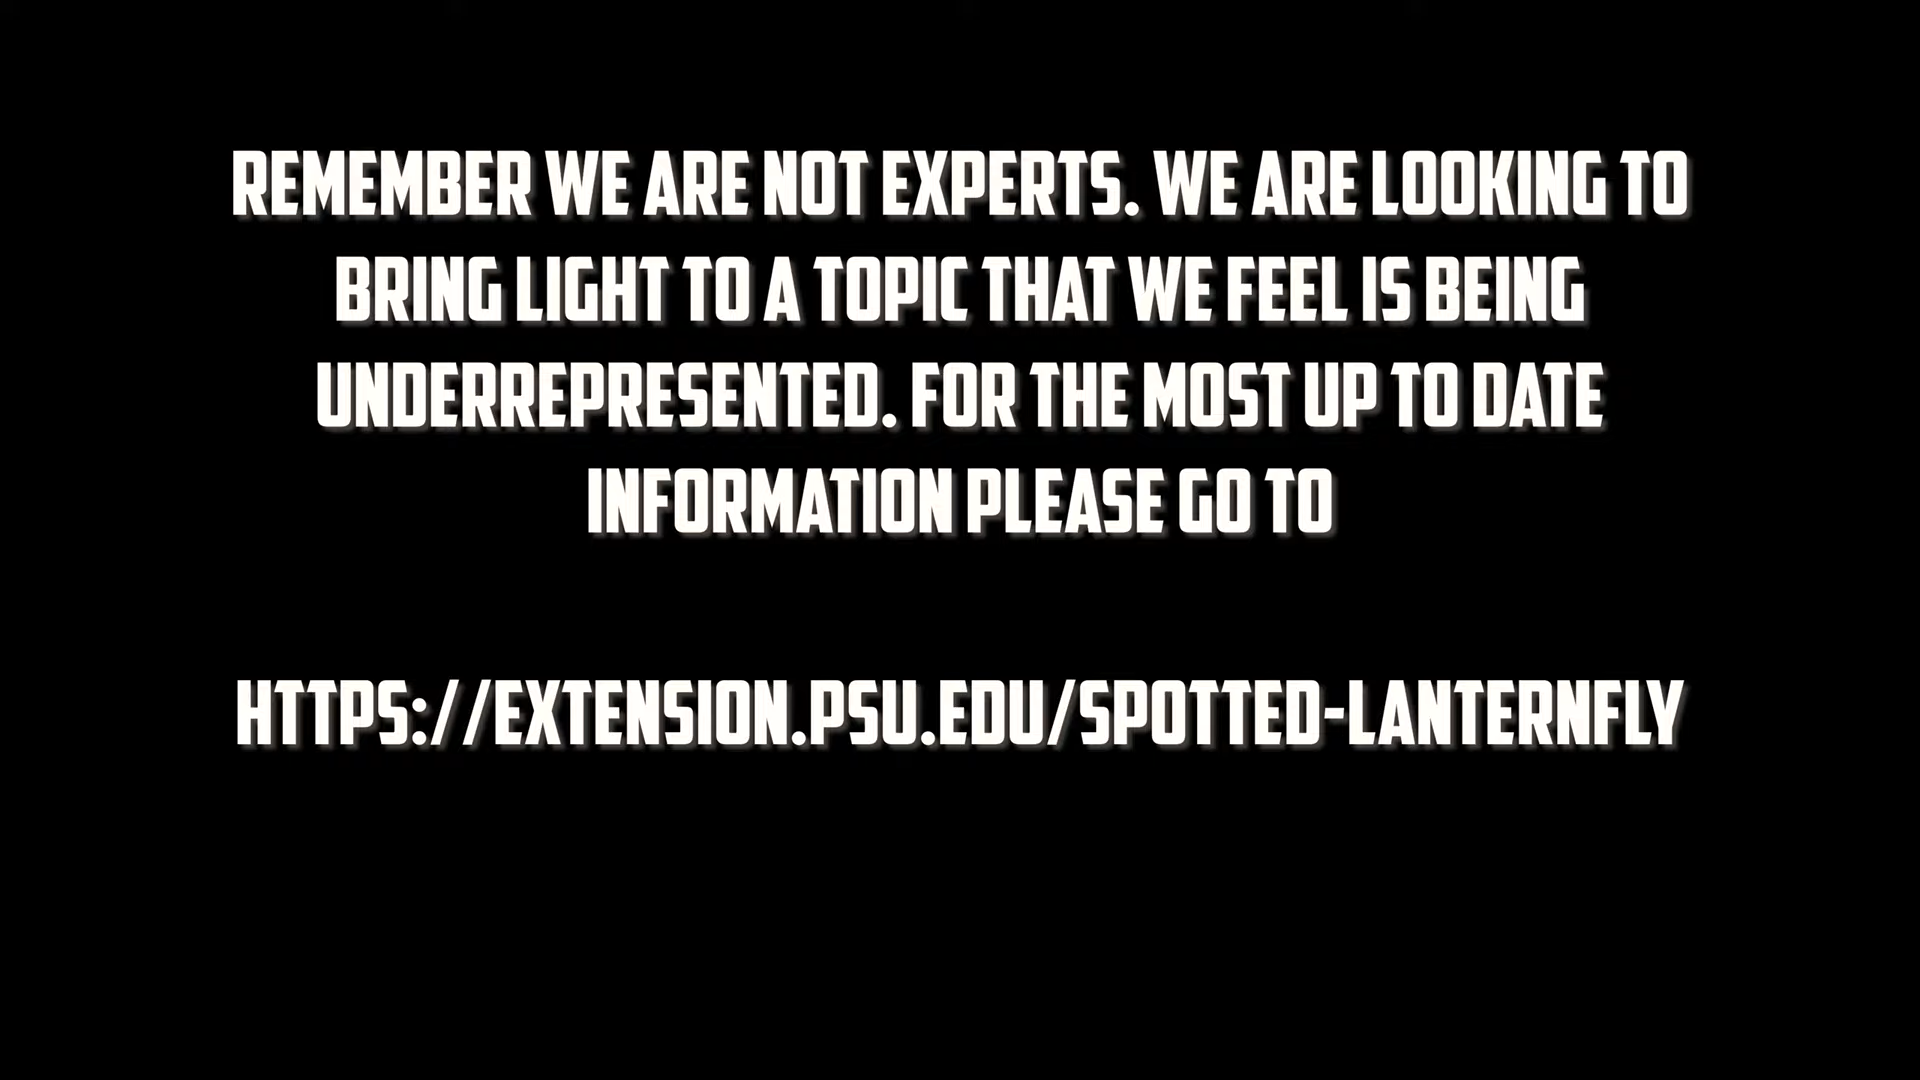 REMEMBER WE ARE NOT EXPERTS. WE ARE LOOKING TO
BRING LIGHT TO A TOPIC THAT WE FEEL IS BEING
UNDERREPRESENTED. FOR THE MOST UP TO DATE
INFORMATION PLEASE GO TO
HTTPS://EXTENSION.PSU.EDU/SPOTTED-LANTERNFLY